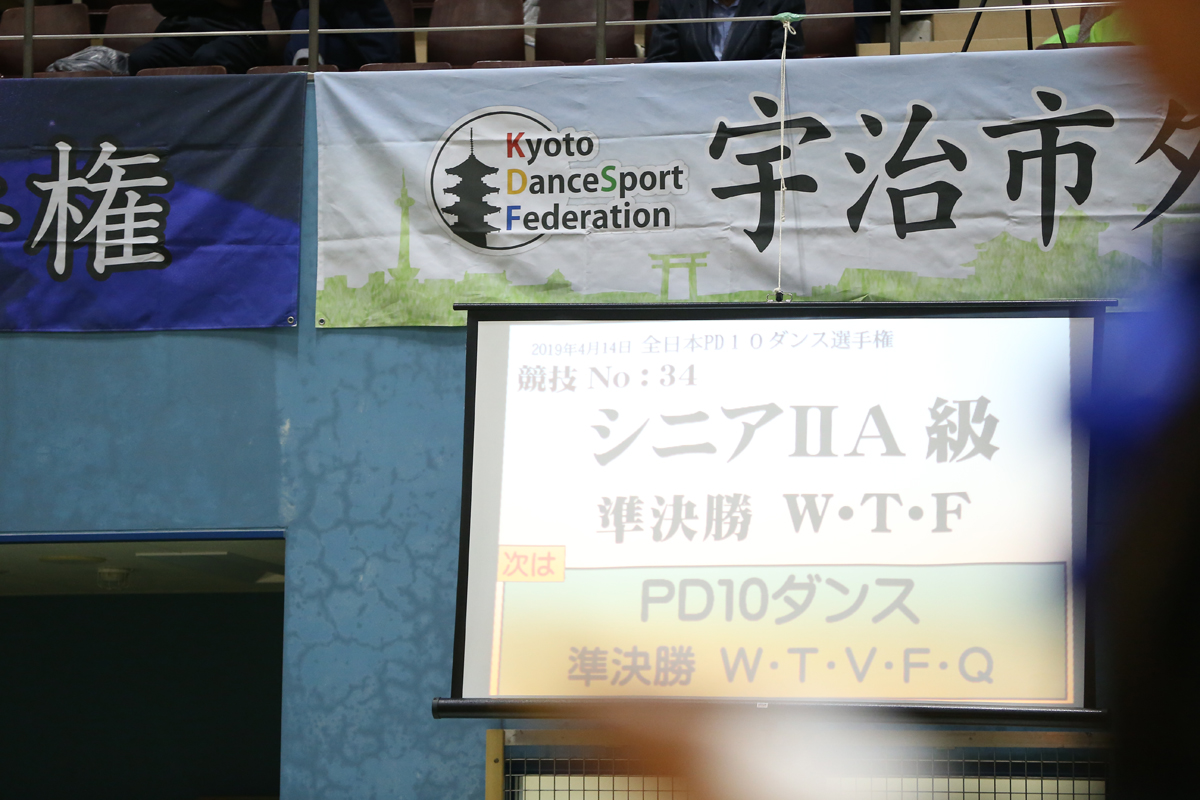 権
Kyoto
DanceSport
Federation
宇治市ダ
2019年4月14日 全日本PD10ダンス選手権
競技 No：34
シニアⅡA 級
準決勝 W・T・F
次は
PD10ダンス
準決勝 W・T・V・F・Q